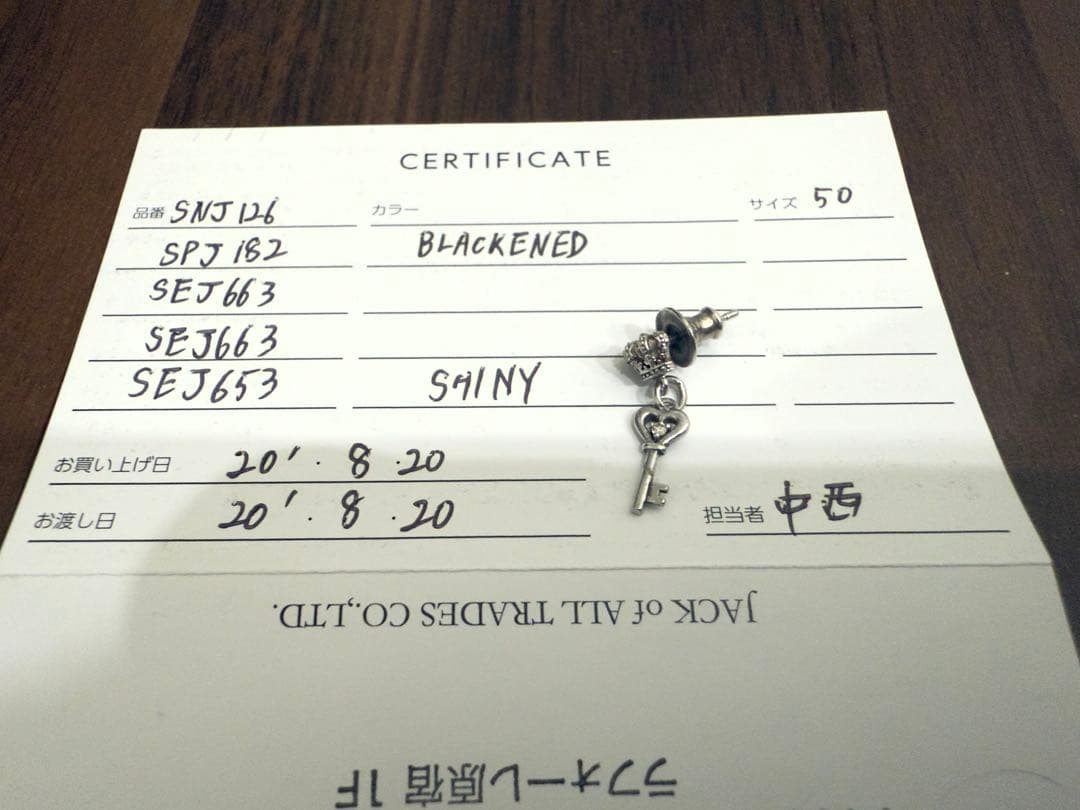 CERTIFICATE
品番 SNJ126 カラー サイズ 50
SPJ182 BLACKENED
SEJ663
SEJ663
SEJ653 SHINY
お買い上げ日 20'.8.20
お渡し日 20'.8.20 担当者 中西
JACK of ALL TRADES CO.,LTD.
ラフォーレ原宿 1F